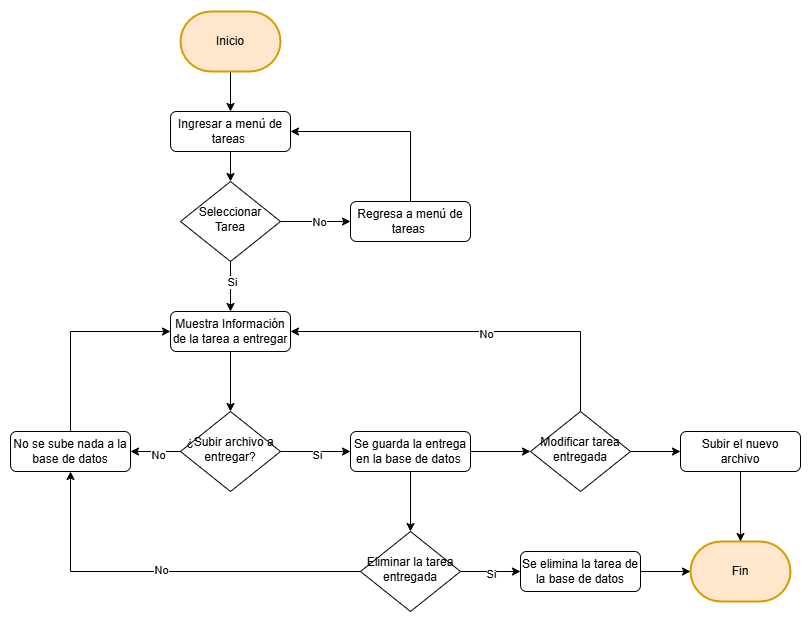 Inicio
Ingresar a menú de
tareas
Seleccionar
Tarea
No
Regresa a menú de
tareas
Si
Muestra Información
de la tarea a entregar
No
No se sube nada a la
base de datos
No
¿Subir archivo a
entregar?
Si
Se guarda la entrega
en la base de datos
Modificar tarea
entregada
Subir el nuevo
archivo
No
Eliminar la tarea
entregada
Si
Se elimina la tarea de
la base de datos
Fin